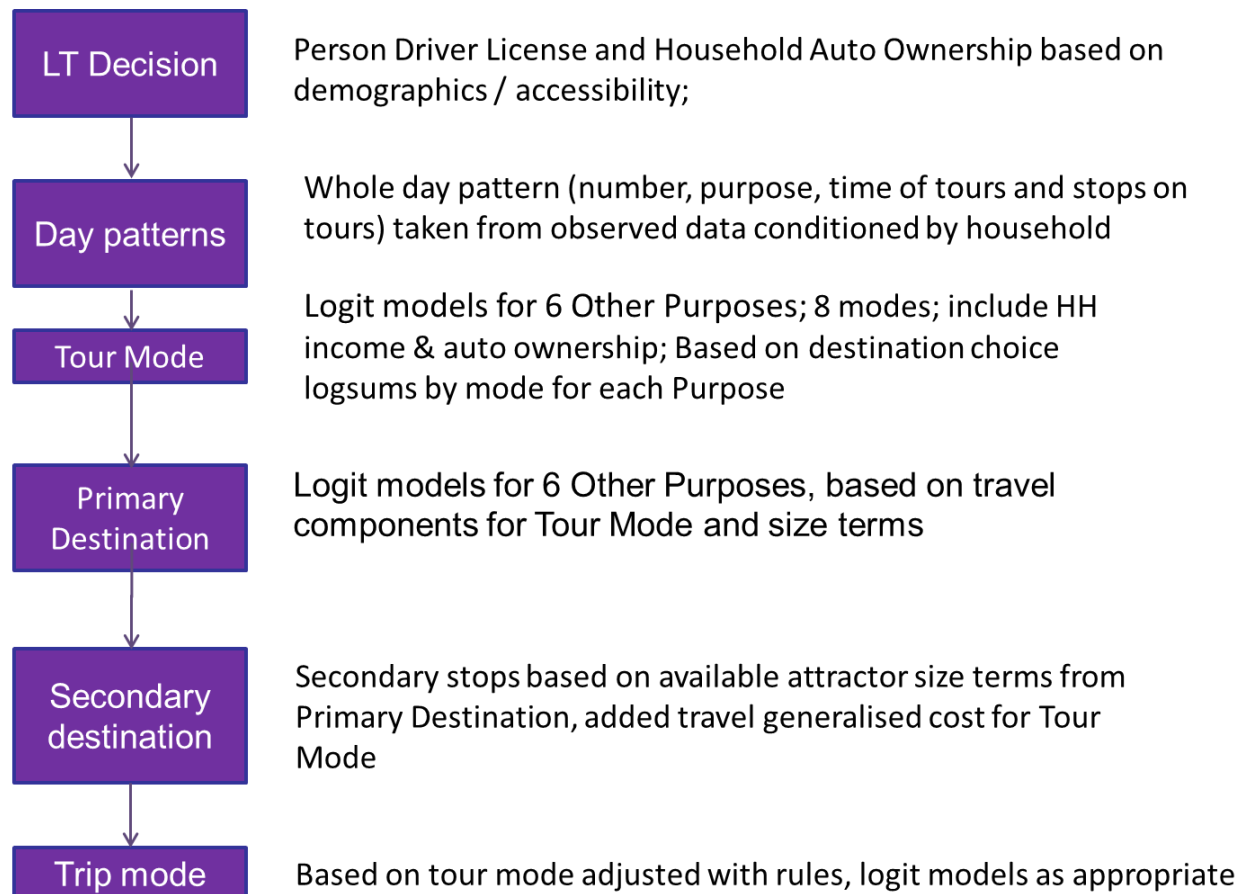 LT Decision
Person Driver License and Household Auto Ownership based on
demographics / accessibility;
Day patterns
Whole day pattern (number, purpose, time of tours and stops on
tours) taken from observed data conditioned by household
Tour Mode
Logit models for 6 Other Purposes; 8 modes; include HH
income & auto ownership; Based on destination choice
logsums by mode for each Purpose
Primary
Destination
Logit models for 6 Other Purposes, based on travel
components for Tour Mode and size terms
Secondary
destination
Secondary stops based on available attractor size terms from
Primary Destination, added travel generalised cost for Tour
Mode
Trip mode
Based on tour mode adjusted with rules, logit models as appropriate